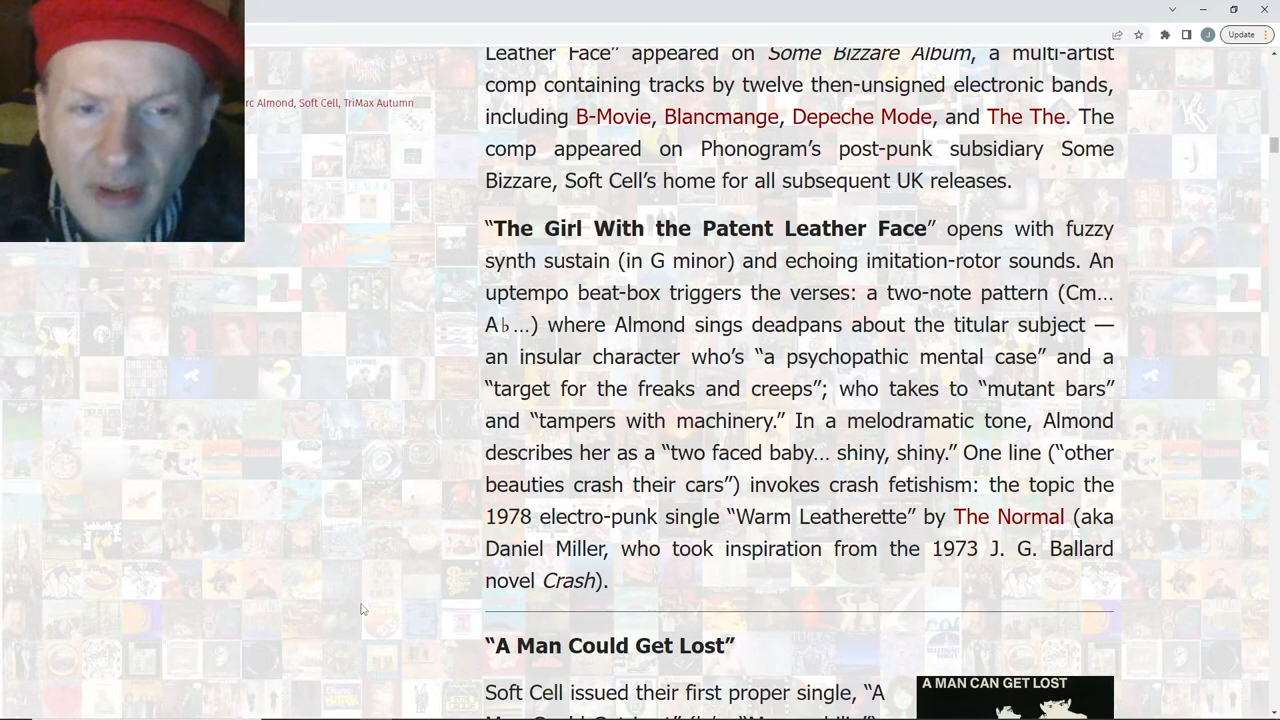 Update
Leather Face” appeared on Some Bizzare Album, a multi-artist
comp containing tracks by twelve then-unsigned electronic bands,
rc Almond, Soft Cell, TriMax Autumn
including B-Movie, Blancmange, Depeche Mode, and The The. The
comp appeared on Phonogram’s post-punk subsidiary Some
Bizzare, Soft Cell’s home for all subsequent UK releases.
“The Girl With the Patent Leather Face” opens with fuzzy
synth sustain (in G minor) and echoing imitation-rotor sounds. An
uptempo beat-box triggers the verses: a two-note pattern (Cm…
A♭…) where Almond sings deadpans about the titular subject —
an insular character who’s “a psychopathic mental case” and a
“target for the freaks and creeps”; who takes to “mutant bars”
and “tampers with machinery.” In a melodramatic tone, Almond
describes her as a “two faced baby… shiny, shiny.” One line (“other
beauties crash their cars”) invokes crash fetishism: the topic the
1978 electro-punk single “Warm Leatherette” by The Normal (aka
Daniel Miller, who took inspiration from the 1973 J. G. Ballard
novel Crash).
“A Man Could Get Lost”
Soft Cell issued their first proper single, “A
A MAN CAN GET LOST